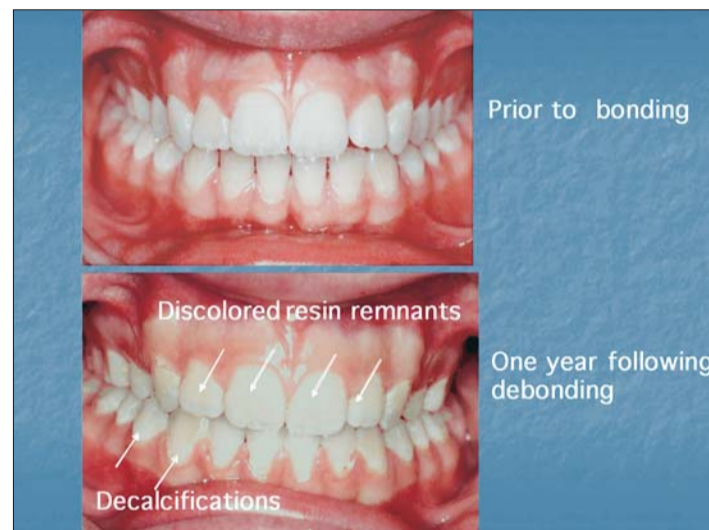 Prior to bonding
Discolored resin remnants
One year following
debonding
Decalcifications